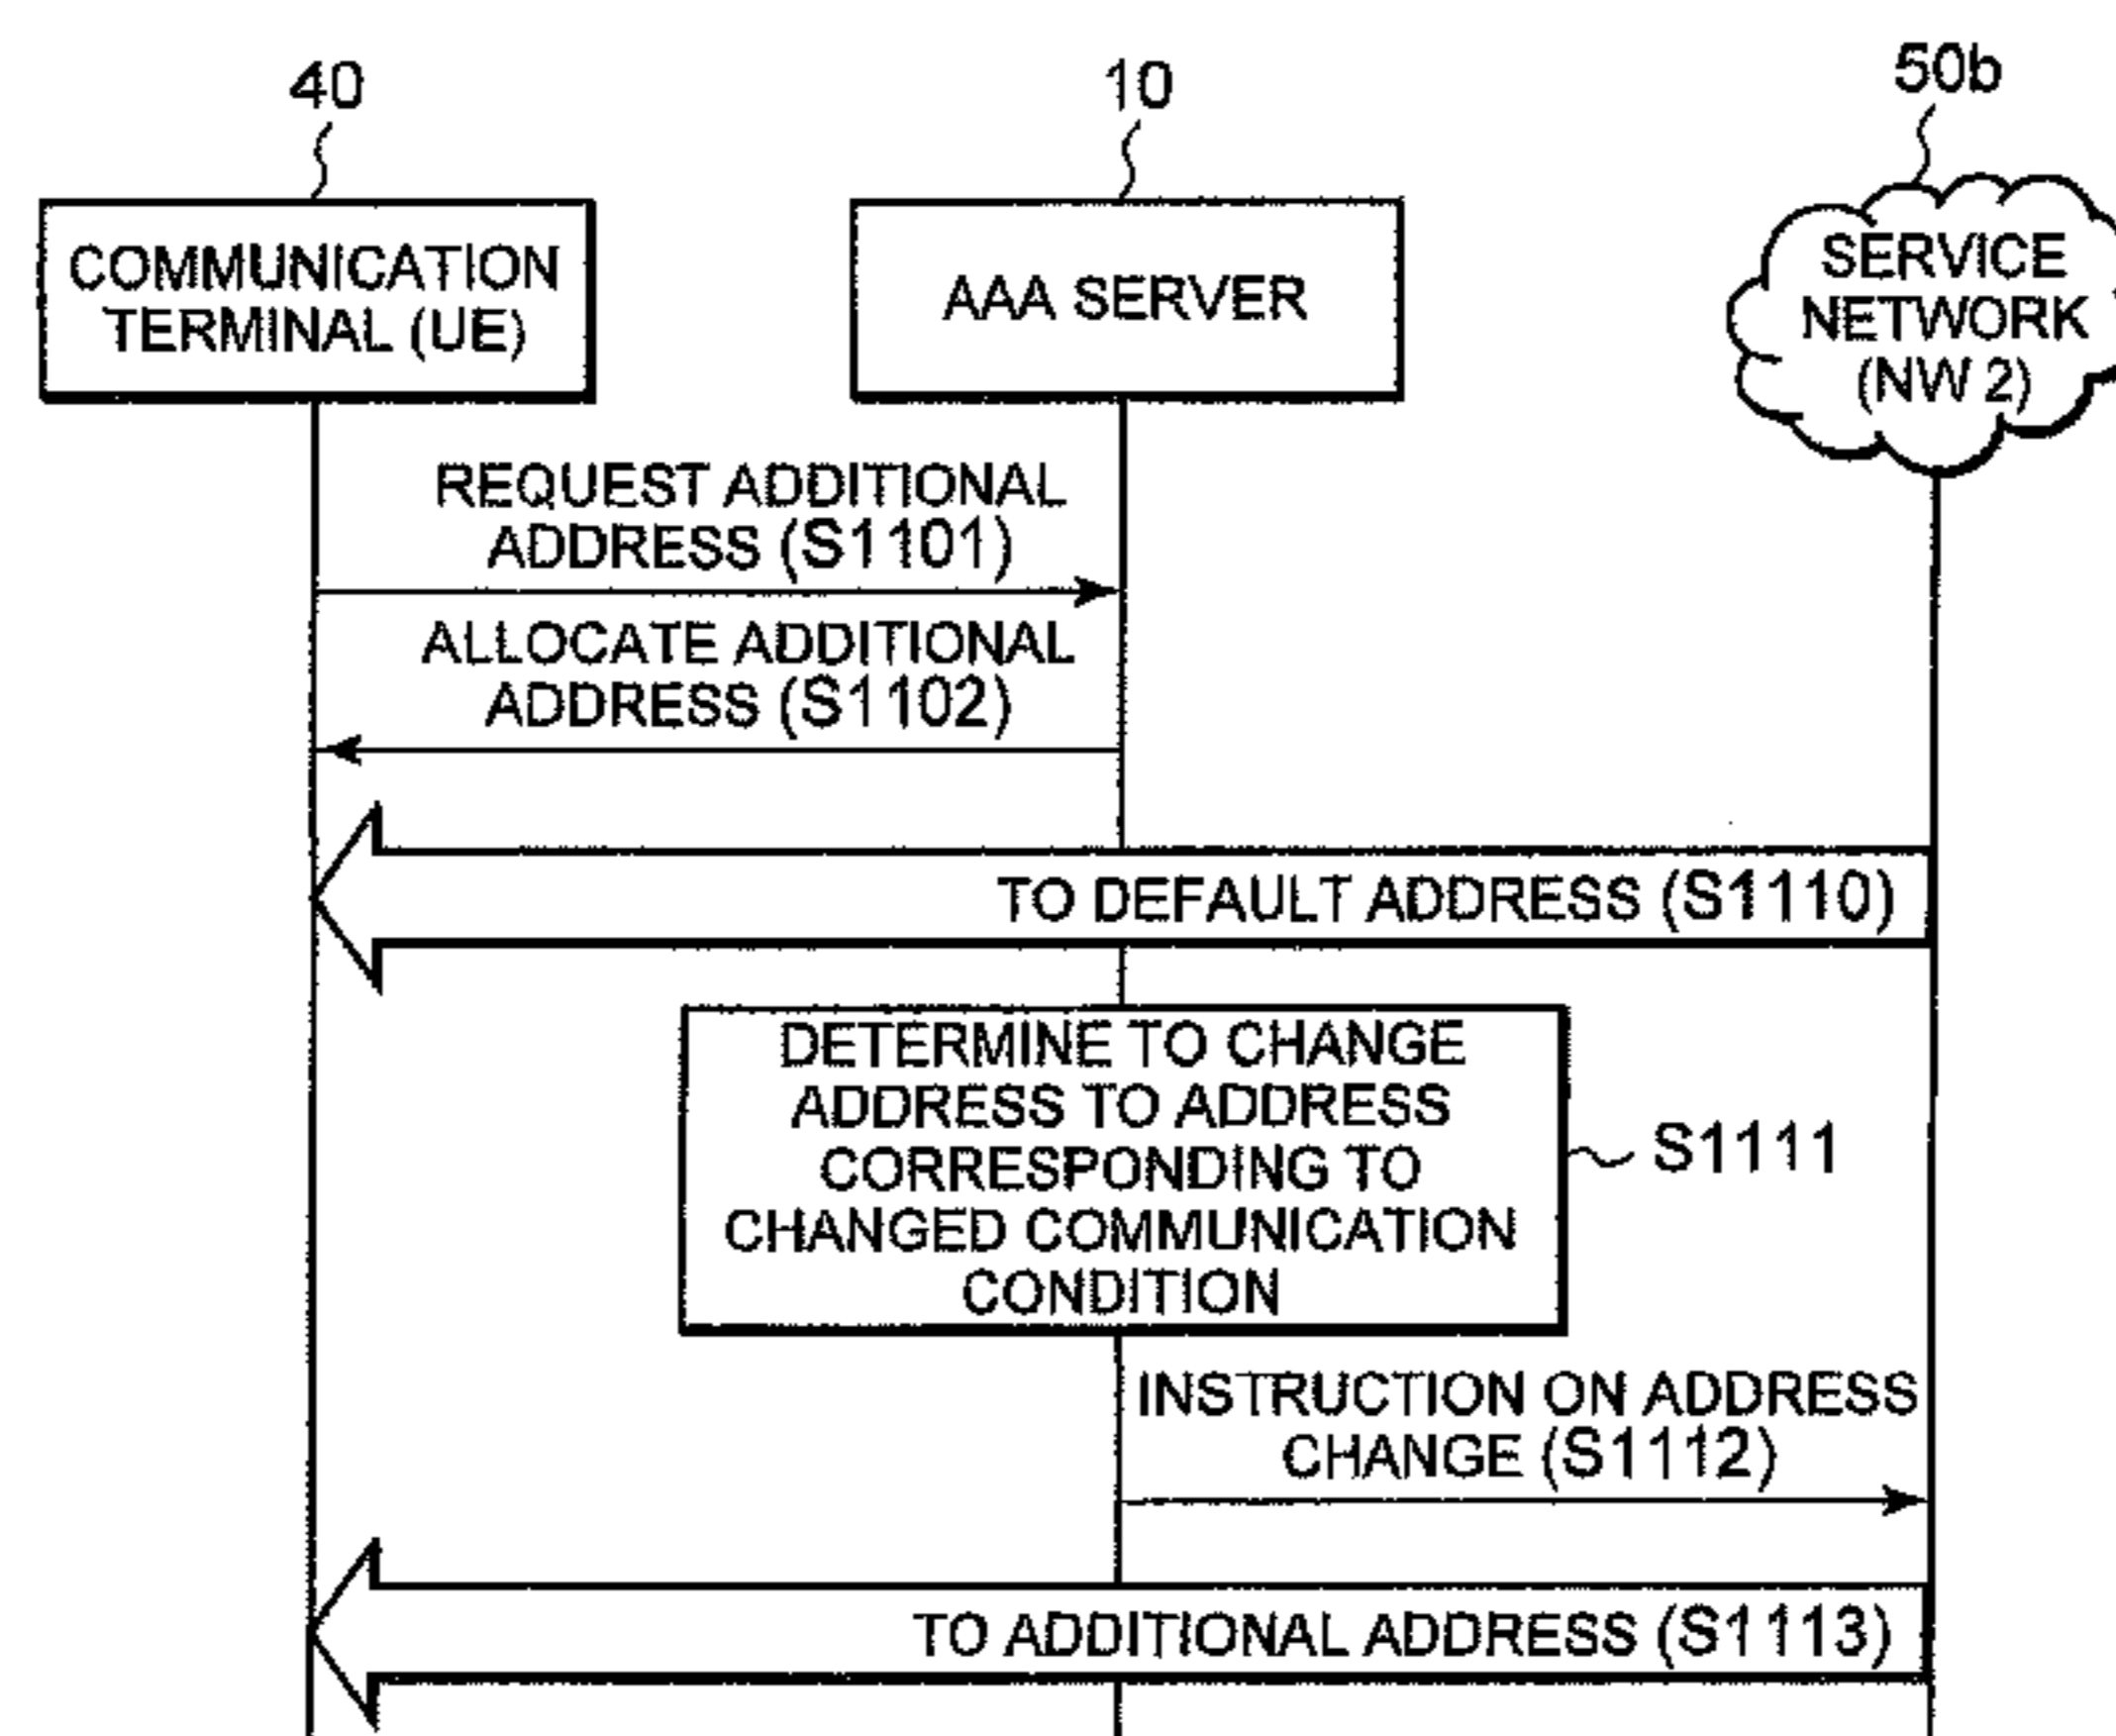 40
10
50b
COMMUNICATION
TERMINAL (UE)
AAA SERVER
SERVICE
NETWORK
(NW 2)
REQUEST ADDITIONAL
ADDRESS (S1101)
ALLOCATE ADDITIONAL
ADDRESS (S1102)
TO DEFAULT ADDRESS (S1110)
DETERMINE TO CHANGE
ADDRESS TO ADDRESS
CORRESPONDING TO
CHANGED COMMUNICATION
CONDITION
S1111
INSTRUCTION ON ADDRESS
CHANGE (S1112)
TO ADDITIONAL ADDRESS (S1113)